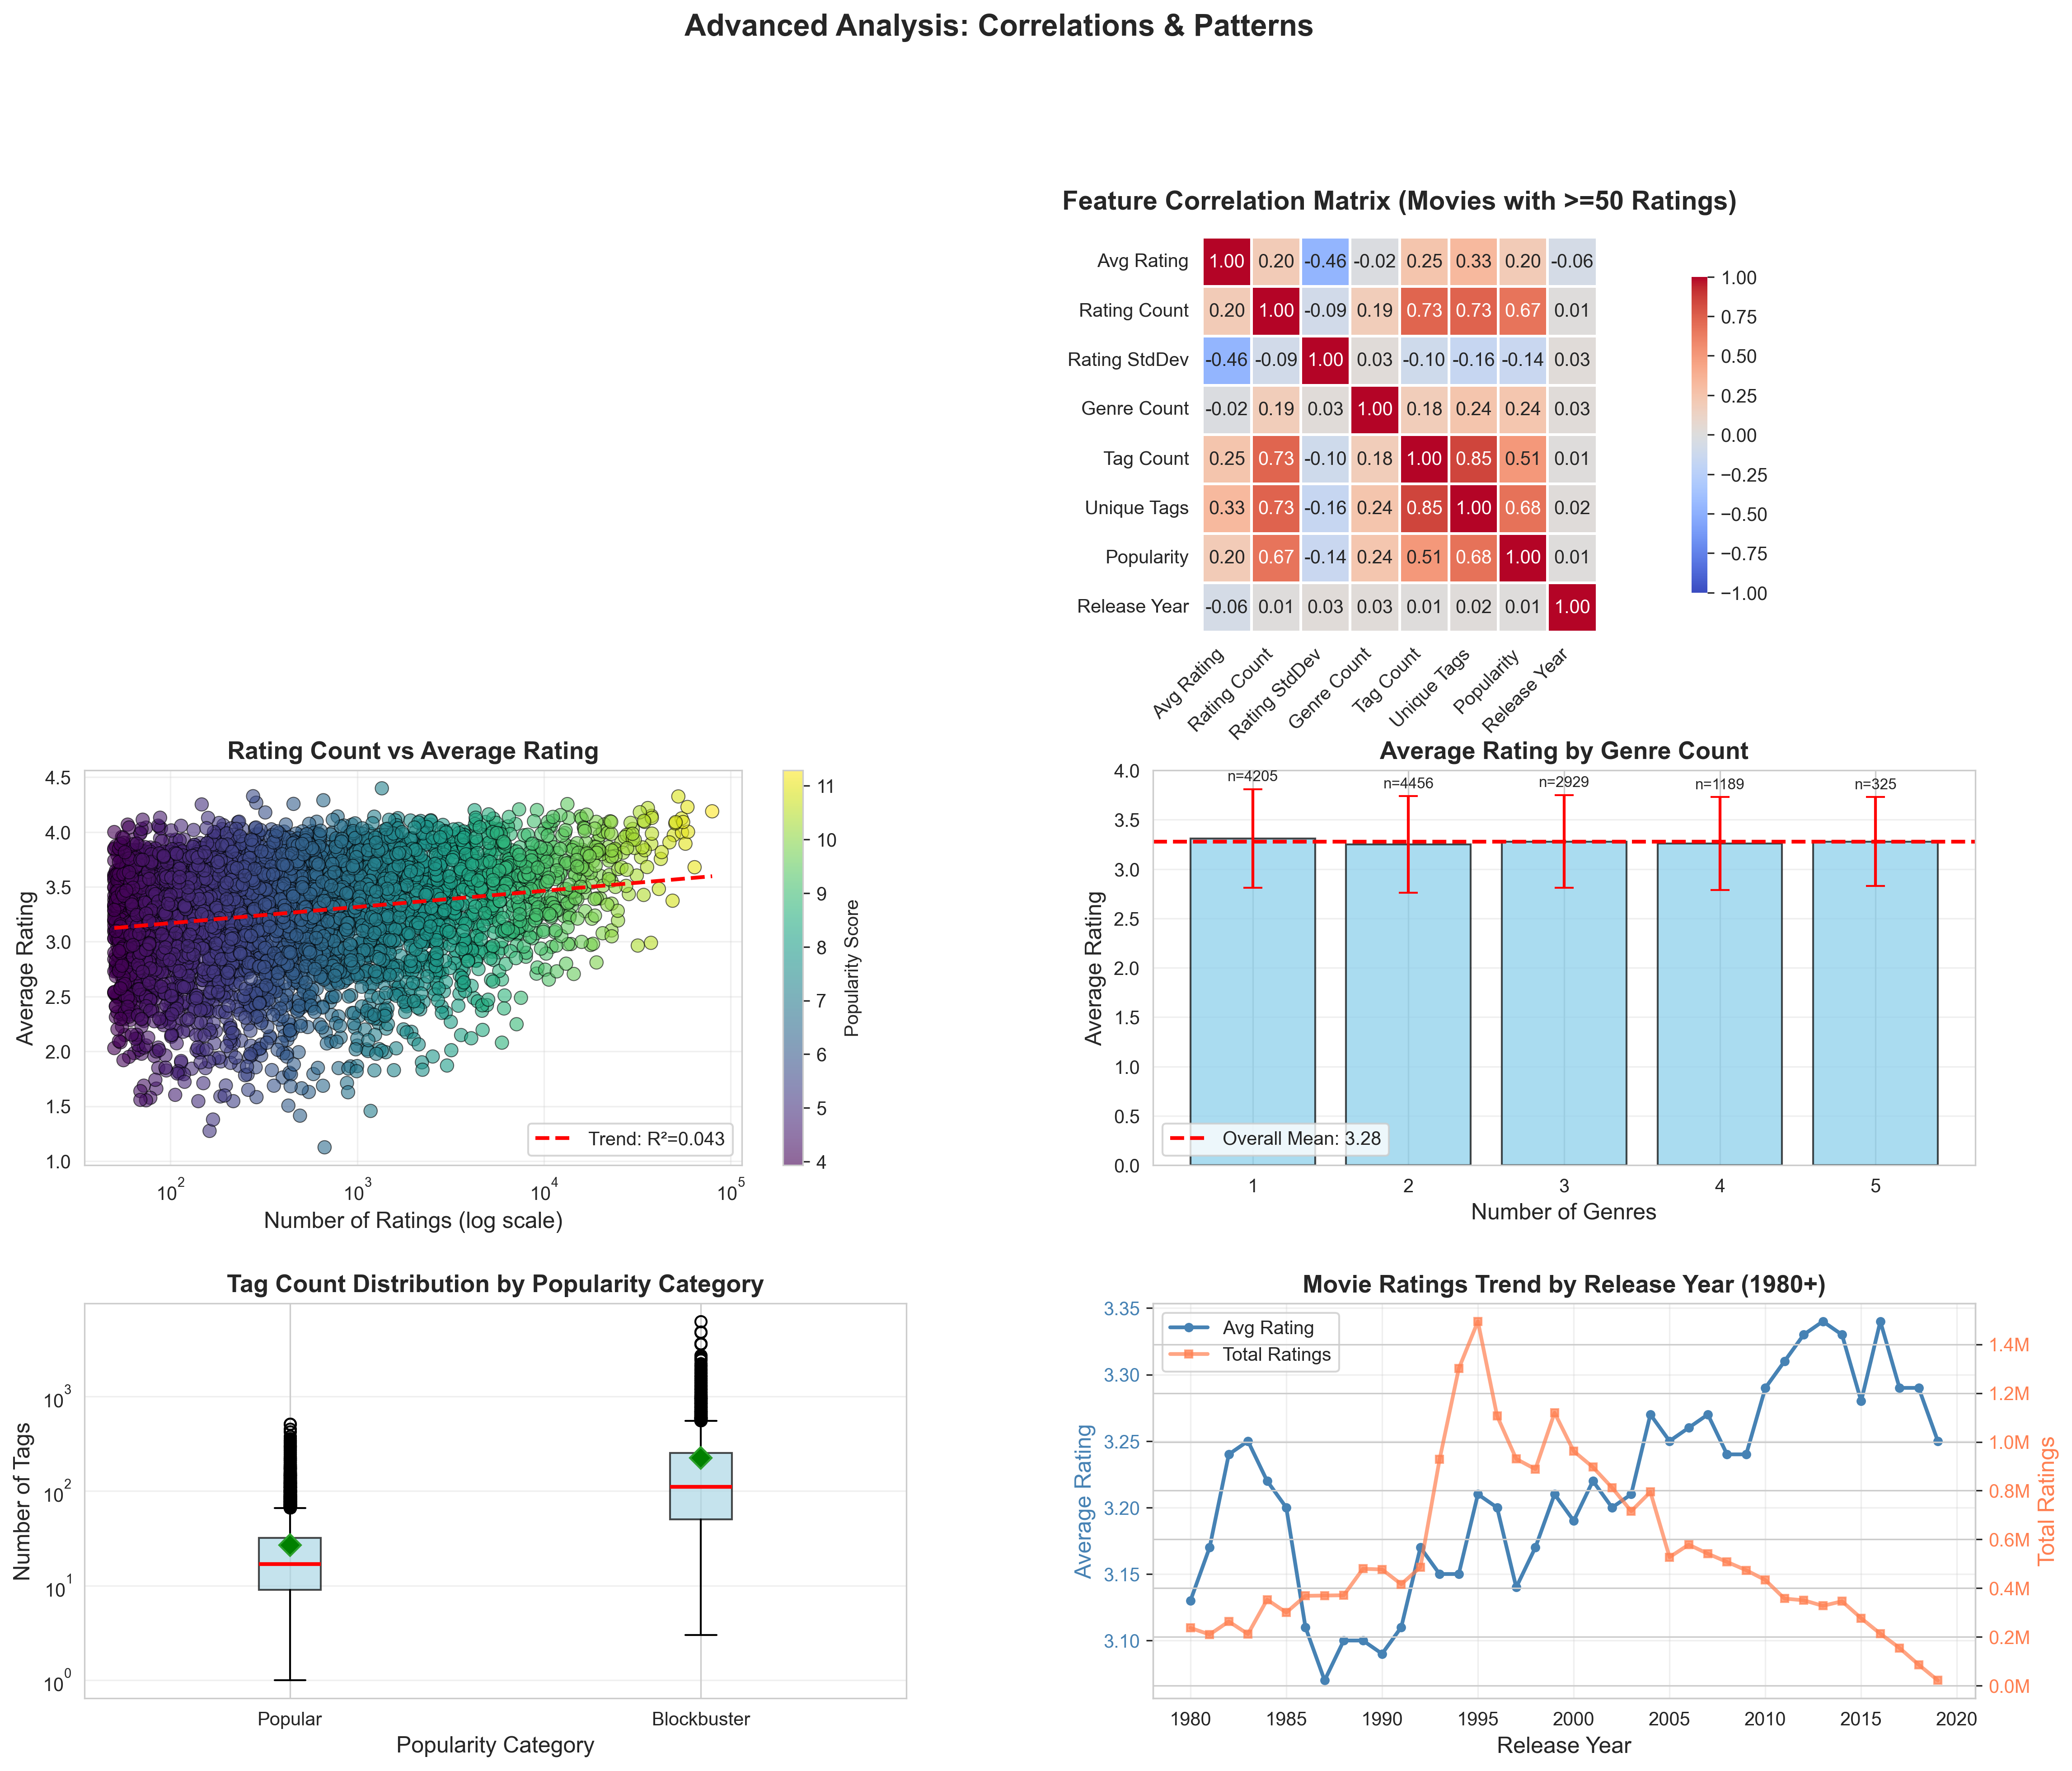 Advanced Analysis: Correlations & Patterns
Feature Correlation Matrix (Movies with >=50 Ratings)
Avg Rating 1.00 0.20 -0.46 -0.02 0.25 0.33 0.20 -0.06
Rating Count 0.20 1.00 -0.09 0.19 0.73 0.73 0.67 0.01
Rating StdDev -0.46 -0.09 1.00 0.03 -0.10 -0.16 -0.14 0.03
Genre Count -0.02 0.19 0.03 1.00 0.18 0.24 0.24 0.03
Tag Count 0.25 0.73 -0.10 0.18 1.00 0.85 0.51 0.01
Unique Tags 0.33 0.73 -0.16 0.24 0.85 1.00 0.68 0.02
Popularity 0.20 0.67 -0.14 0.24 0.51 0.68 1.00 0.01
Release Year -0.06 0.01 0.03 0.03 0.01 0.02 0.01 1.00
Avg Rating Rating Count Rating StdDev Genre Count Tag Count Unique Tags Popularity Release Year
1.00
0.75
0.50
0.25
0.00
−0.25
−0.50
−0.75
−1.00
Rating Count vs Average Rating
Average Rating
4.5
4.0
3.5
3.0
2.5
2.0
1.5
1.0
Trend: R²=0.043
10² 10³ 10⁴ 10⁵
Number of Ratings (log scale)
11
10
9
8
7
6
5
4
Popularity Score
Average Rating by Genre Count
Average Rating
4.0
3.5
3.0
2.5
2.0
1.5
1.0
0.5
0.0
n=4205 n=4456 n=2929 n=1189 n=325
Overall Mean: 3.28
1 2 3 4 5
Number of Genres
Tag Count Distribution by Popularity Category
Number of Tags
10³
10²
10¹
10⁰
Popular Blockbuster
Popularity Category
Movie Ratings Trend by Release Year (1980+)
Average Rating
3.35
3.30
3.25
3.20
3.15
3.10
Avg Rating
Total Ratings
1.4M
1.2M
1.0M
0.8M
0.6M
0.4M
0.2M
0.0M
Total Ratings
1980 1985 1990 1995 2000 2005 2010 2015 2020
Release Year